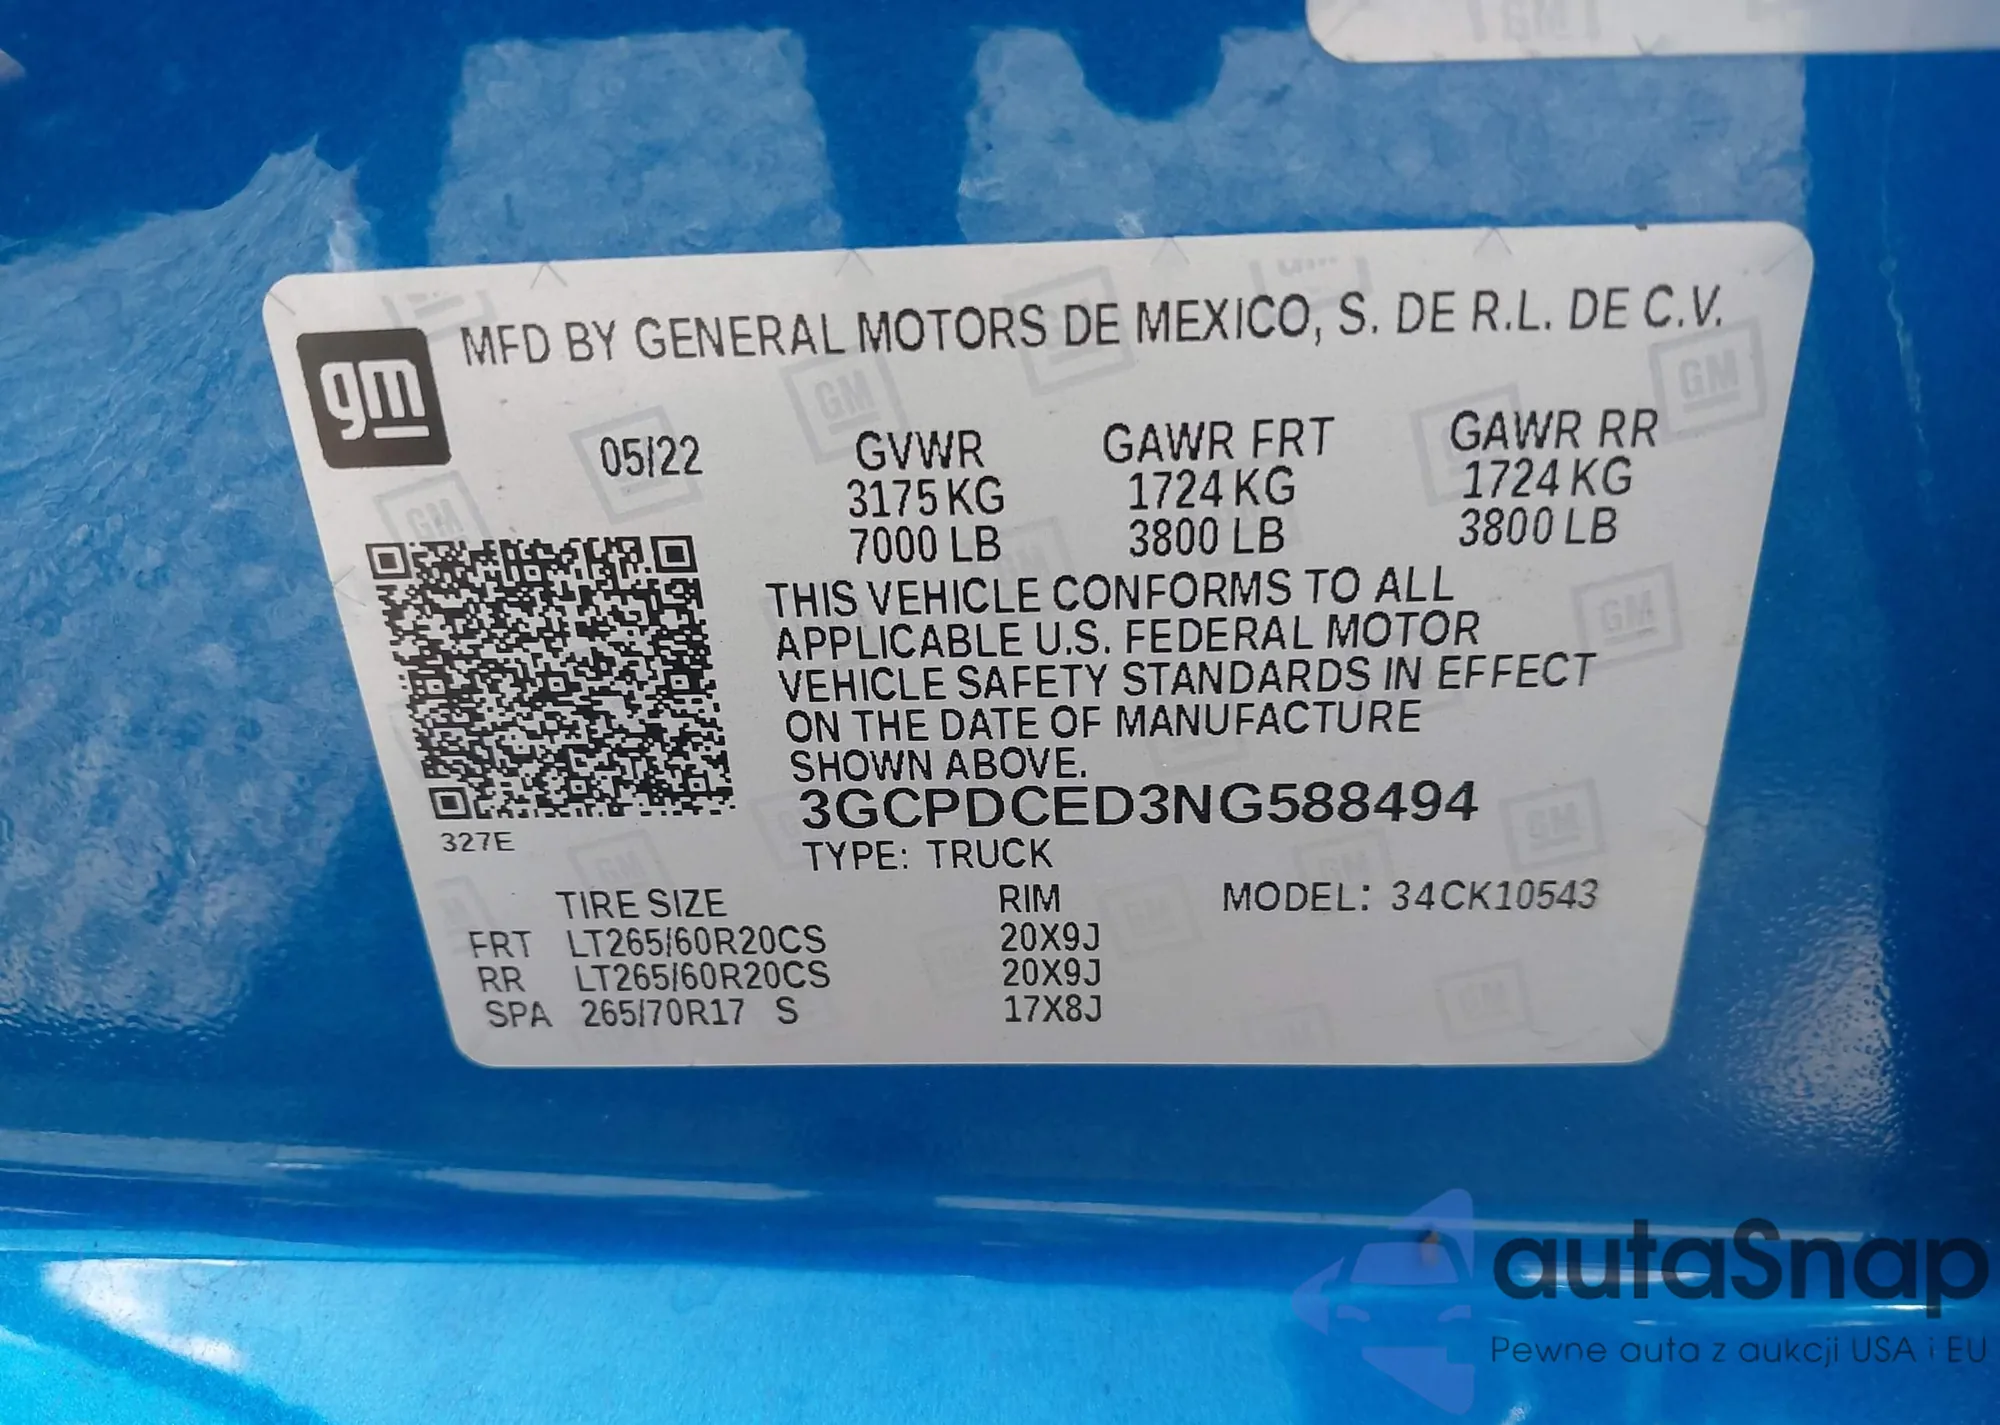 gm
MFD BY GENERAL MOTORS DE MEXICO, S. DE R.L. DE C.V.
05/22 GVWR GAWR FRT GAWR RR
3175 KG 1724 KG 1724 KG
7000 LB 3800 LB 3800 LB
THIS VEHICLE CONFORMS TO ALL
APPLICABLE U.S. FEDERAL MOTOR
VEHICLE SAFETY STANDARDS IN EFFECT
ON THE DATE OF MANUFACTURE
SHOWN ABOVE.
3GCPDCED3NG588494
327E
TYPE: TRUCK
TIRE SIZE RIM MODEL: 34CK10543
FRT LT265/60R20CS 20X9J
RR LT265/60R20CS 20X9J
SPA 265/70R17 S 17X8J
autaSnap
Pewne auta z aukcji USA i EU